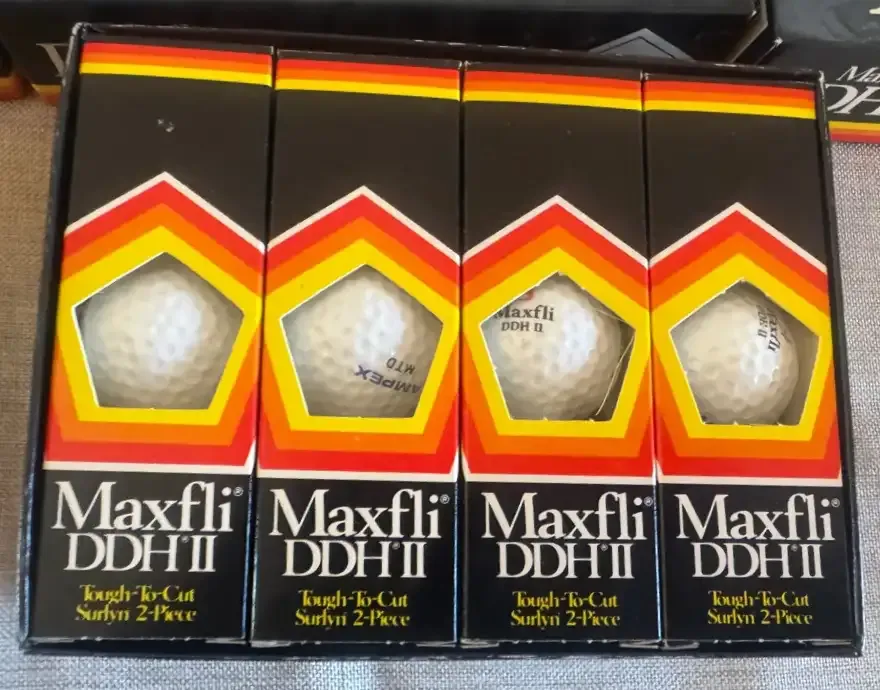 Maxfli®
DDH® II
Tough-To-Cut
Surlyn® 2-Piece
AMPEX
MTD
Maxfli®
DDH® II
Tough-To-Cut
Surlyn® 2-Piece
Maxfli
DDH II
Maxfli®
DDH® II
Tough-To-Cut
Surlyn® 2-Piece
Maxfli®
DDH® II
Tough-To-Cut
Surlyn® 2-Piece